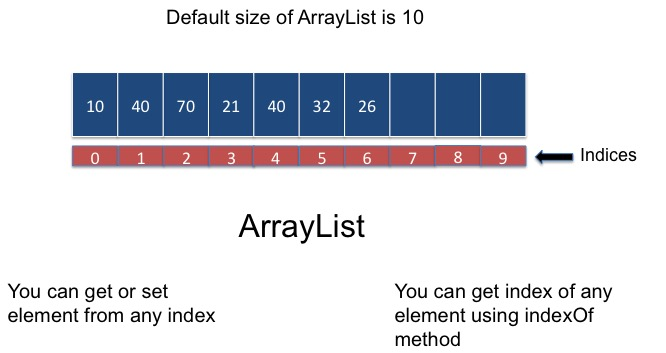 Default size of ArrayList is 10
10 40 70 21 40 32 26
0 1 2 3 4 5 6 7 8 9
Indices
ArrayList
You can get or set
element from any index
You can get index of any
element using indexOf
method